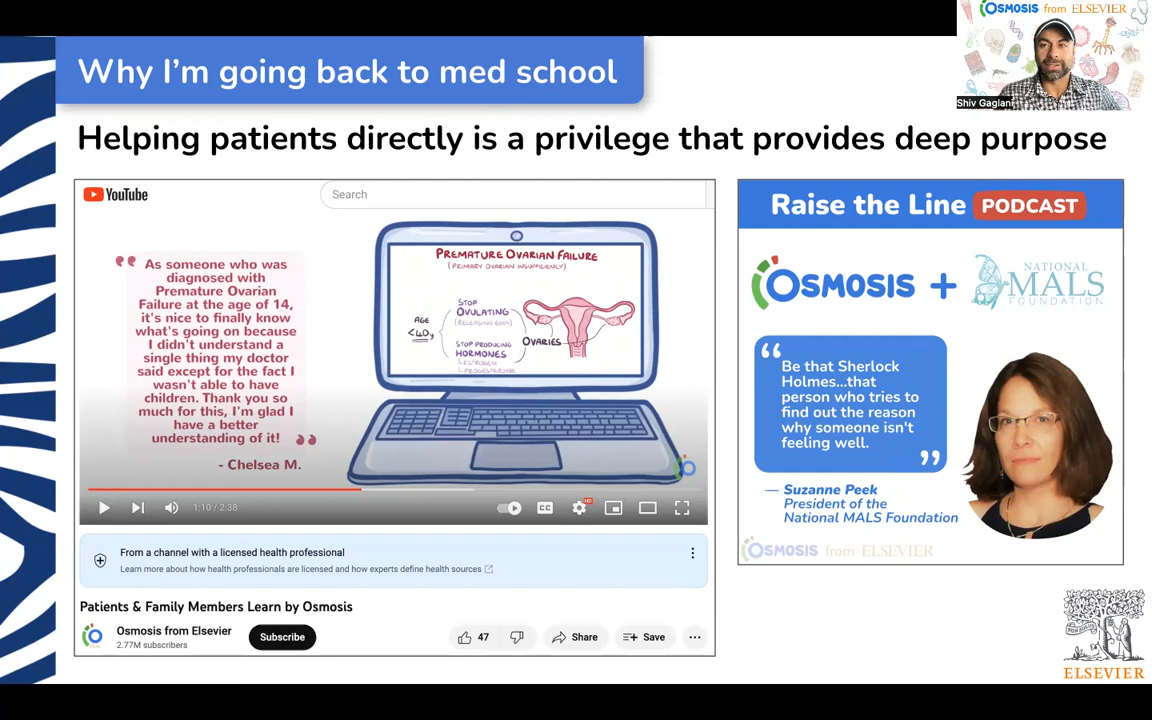 OSMOSIS from ELSEVIER
Shiv Gaglan
Why I'm going back to med school
Helping patients directly is a privilege that provides deep purpose
YouTube
Search
“
As someone who was
diagnosed with
Premature Ovarian
Failure at the age of 14,
it's nice to finally know
what's going on because
I didn't understand a
single thing my doctor
said except for the fact I
wasn't able to have
children. Thank you so
much for this, I'm glad I
have a better
understanding of it!
”
- Chelsea M.
PREMATURE OVARIAN FAILURE
(PRIMARY OVARIAN INSUFFICIENCY)
AGE
<40y
STOP
OVULATING
(RELEASING EGGS)
STOP PRODUCING
HORMONES
ESTROGEN
PROGESTERONE
OVARIES
1:10 / 2:38
CC
HD
From a channel with a licensed health professional
Learn more about how health professionals are licensed and how experts define health sources
Patients & Family Members Learn by Osmosis
Osmosis from Elsevier
2.77M subscribers
Subscribe
47
Share
Save
Raise the Line PODCAST
OSMOSIS + NATIONAL
MALS
FOUNDATION
“
Be that Sherlock
Holmes...that
person who tries to
find out the reason
why someone isn't
feeling well.
”
— Suzanne Peek
President of the
National MALS Foundation
OSMOSIS from ELSEVIER
NON SOLUS
ELSEVIER